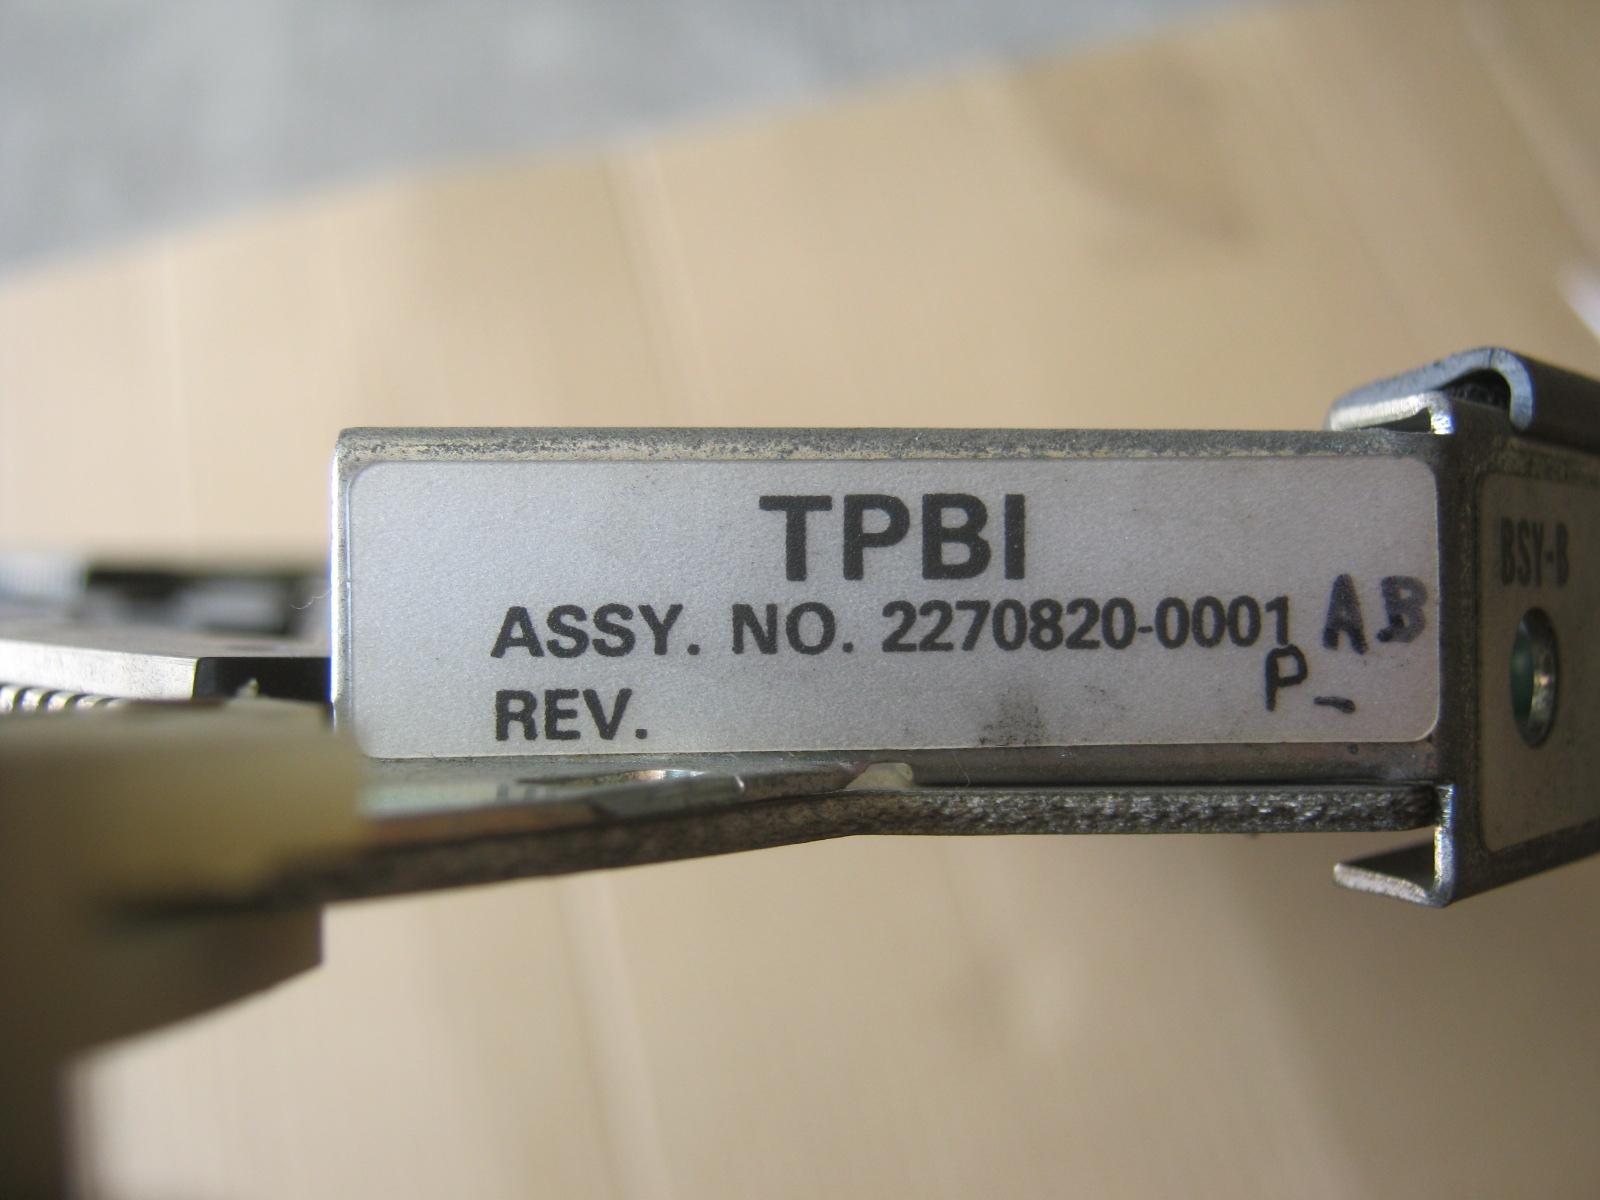 TPBI
ASSY. NO. 2270820-0001 AB
P-
REV.
BSY-B